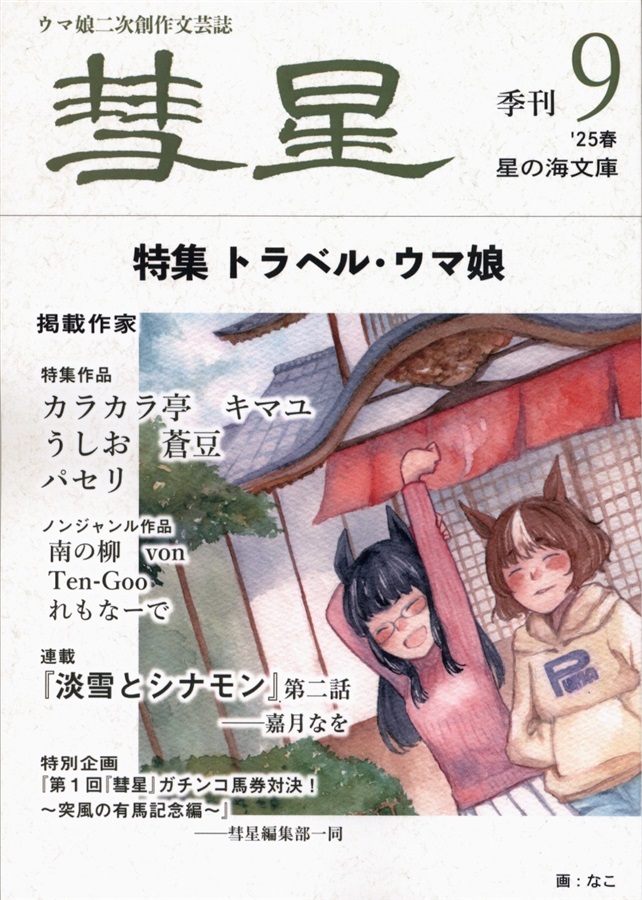 ウマ娘二次創作文芸誌
彗星
季刊 9
'25春
星の海文庫
特集 トラベル・ウマ娘
掲載作家
特集作品
カラカラ亭　キマユ
うしお　蒼豆
パセリ
ノンジャンル作品
南の柳　von
Ten-Goo
れもなーで
連載
『淡雪とシナモン』第二話
――嘉月なを
特別企画
『第1回『彗星』ガチンコ馬券対決！
～突風の有馬記念編～』
――彗星編集部一同
画：なこ